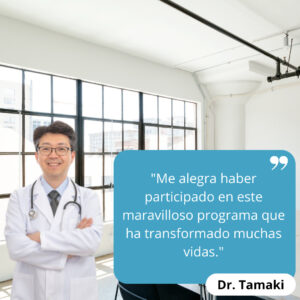 "Me alegra haber
participado en este
maravilloso programa que
ha transformado muchas
vidas."
Dr. Tamaki